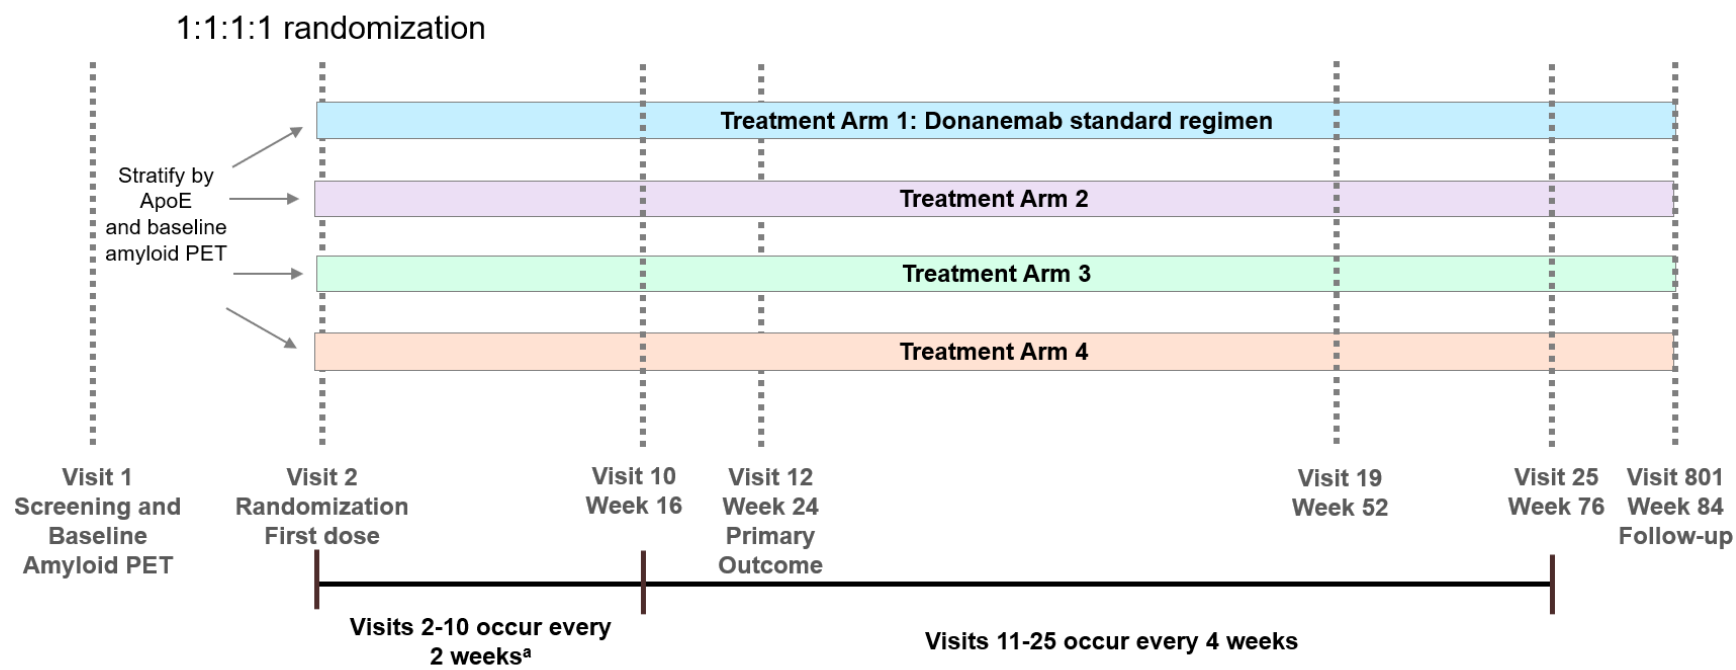 1:1:1:1 randomization
Treatment Arm 1: Donanemab standard regimen
Stratify by
ApoE
and baseline
amyloid PET
Treatment Arm 2
Treatment Arm 3
Treatment Arm 4
Visit 1
Screening and
Baseline
Amyloid PET
Visit 2
Randomization
First dose
Visit 10
Week 16
Visit 12
Week 24
Primary
Outcome
Visit 19
Week 52
Visit 25
Week 76
Visit 801
Week 84
Follow-up
Visits 2-10 occur every
2 weeksᵃ
Visits 11-25 occur every 4 weeks